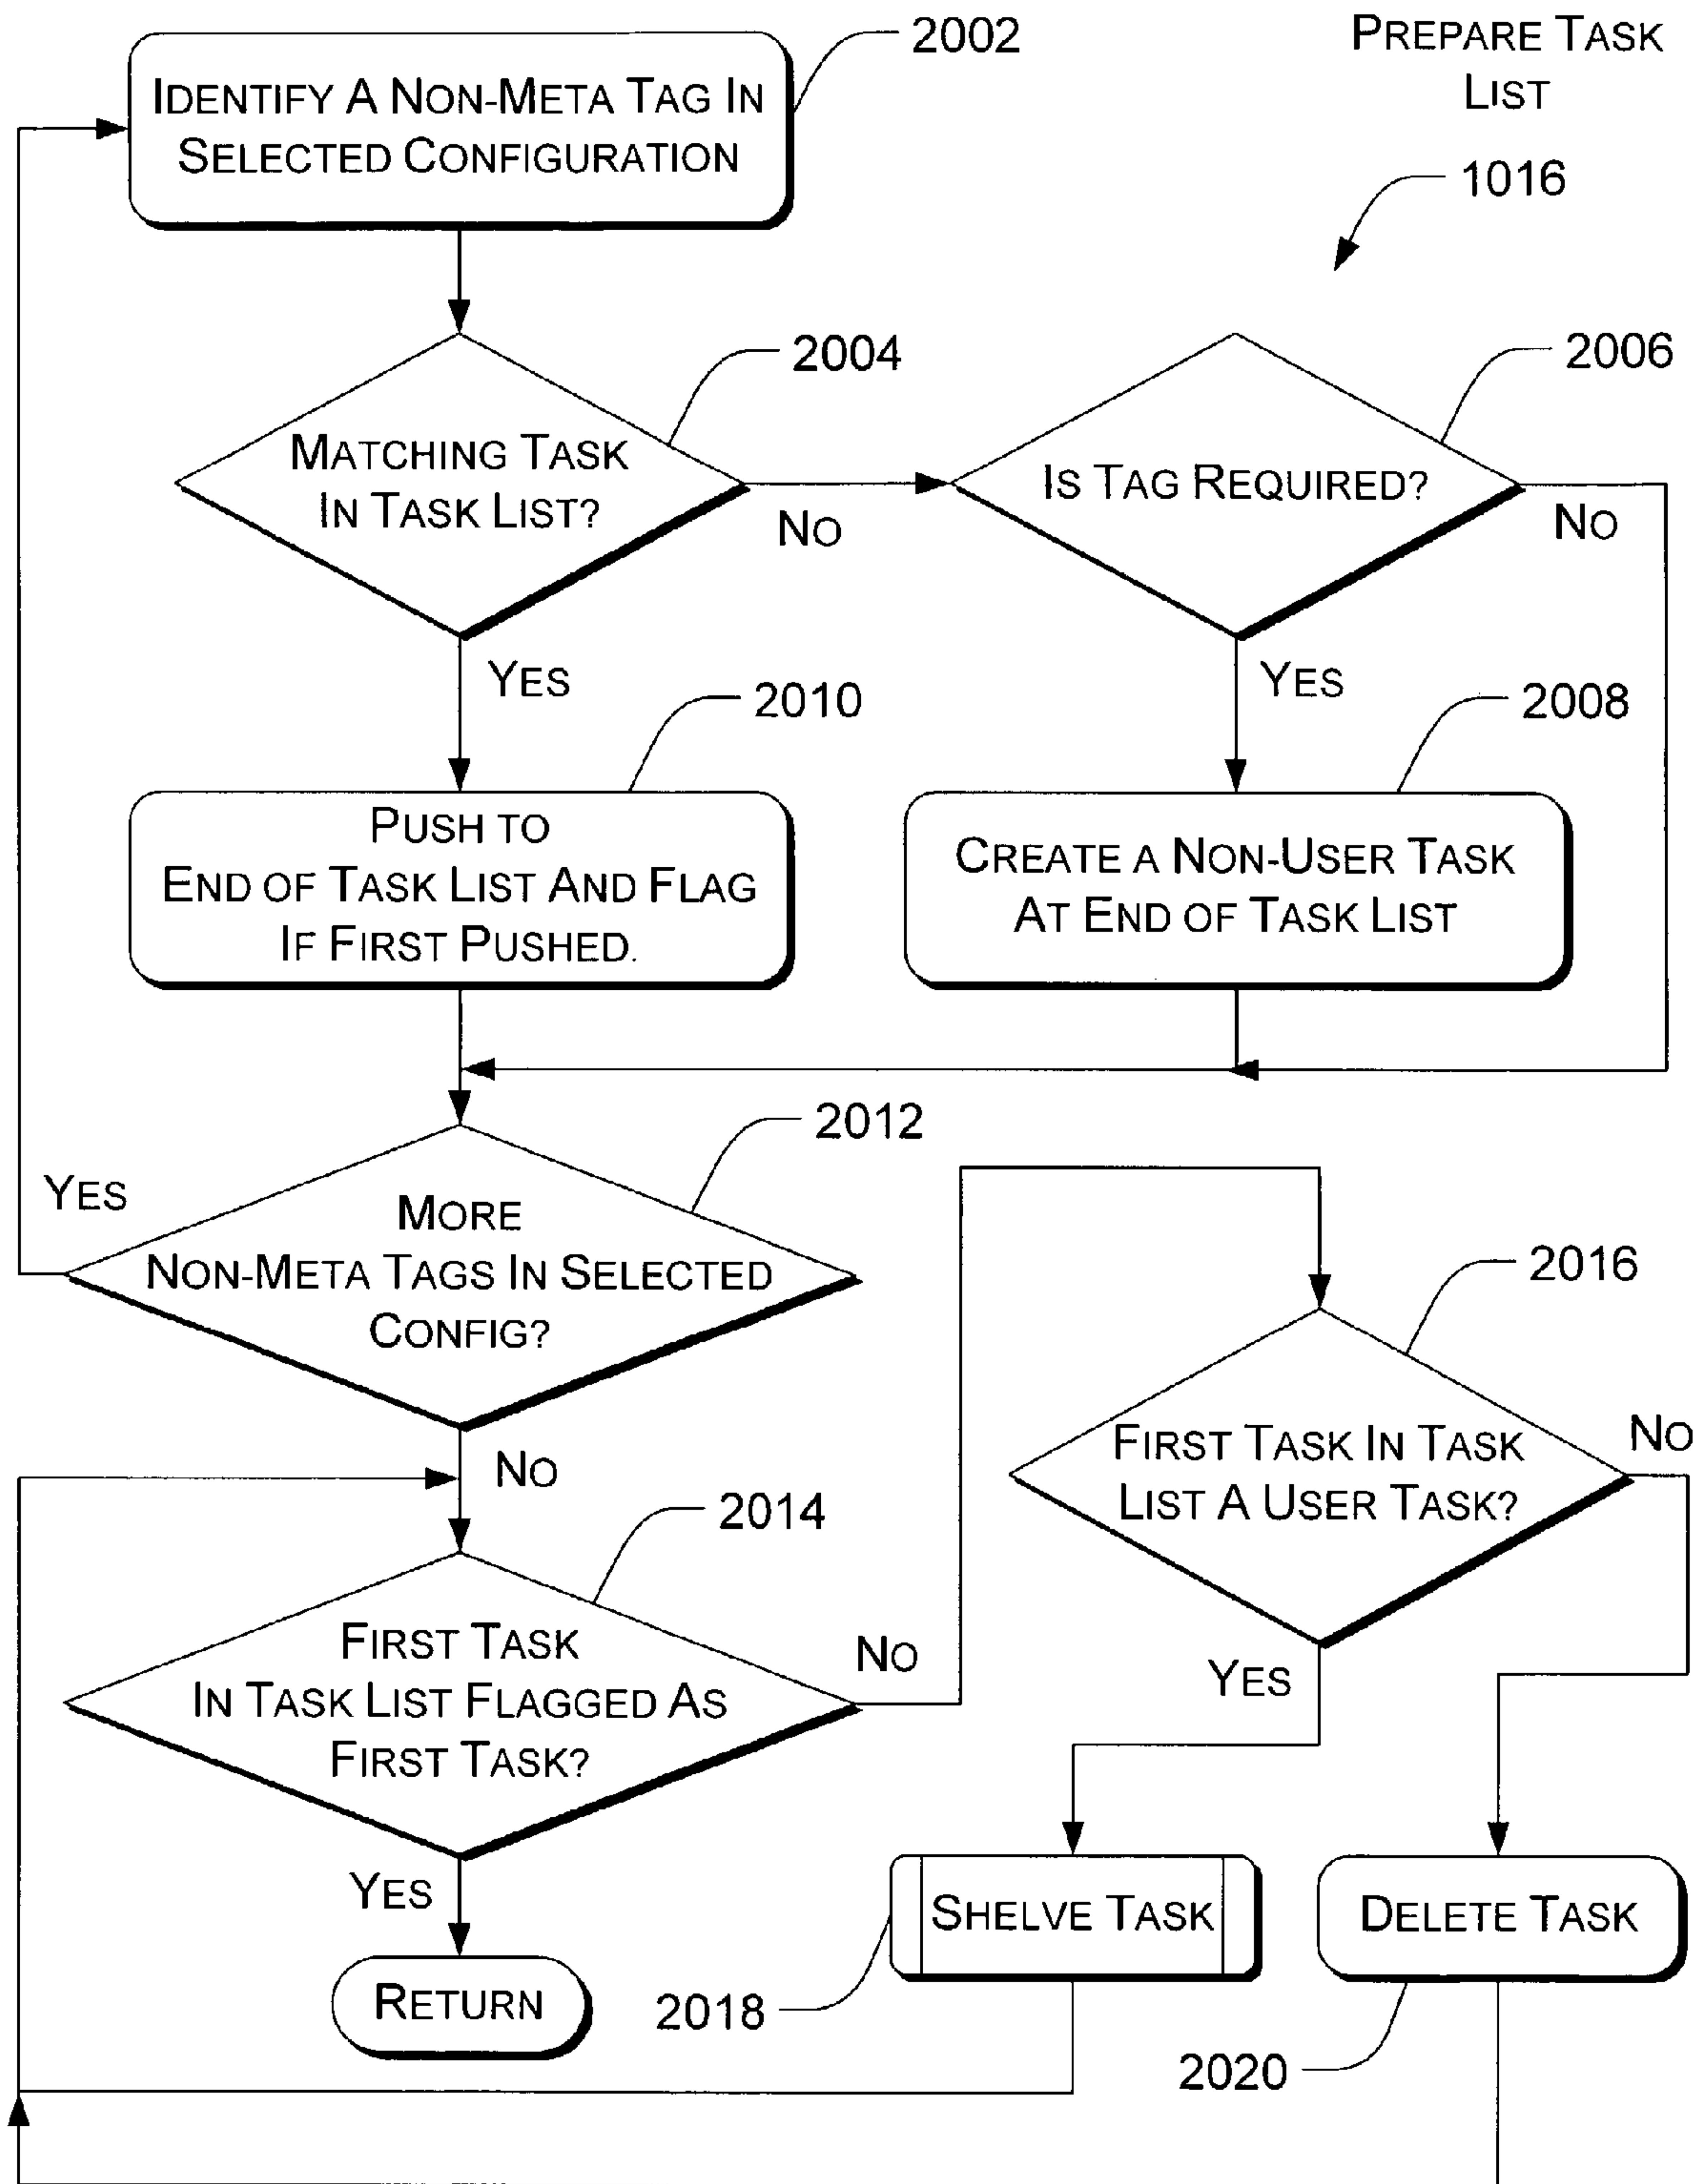 2002
PREPARE TASK
LIST
1016
IDENTIFY A NON-META TAG IN
SELECTED CONFIGURATION
2004
2006
MATCHING TASK
IN TASK LIST?
NO
IS TAG REQUIRED?
NO
YES
YES
2010
2008
PUSH TO
END OF TASK LIST AND FLAG
IF FIRST PUSHED.
CREATE A NON-USER TASK
AT END OF TASK LIST
2012
YES
MORE
NON-META TAGS IN SELECTED
CONFIG?
NO
2016
FIRST TASK IN TASK
LIST A USER TASK?
NO
YES
2014
FIRST TASK
IN TASK LIST FLAGGED AS
FIRST TASK?
NO
YES
RETURN
SHELVE TASK
2018
DELETE TASK
2020